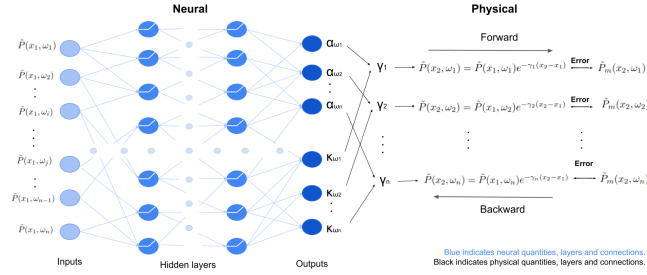 Neural
Physical
P̃(x₁, ω₁)
P̃(x₁, ω₂)
⋮
P̃(x₁, ωᵢ)
⋮ ⋮
P̃(x₁, ωⱼ)
⋮
P̃(x₁, ωₙ₋₁)
P̃(x₁, ωₙ)
Inputs
Hidden layers
Outputs
αω1
αω2
⋮
αωn
κω1
κω2
⋮
κωn
γ₁
γ₂
⋮
γₙ
Forward
P̃(x₂, ω₁) = P̃(x₁, ω₁)e^{−γ₁(x₂−x₁)} Error P̃ₘ(x₂, ω₁)
P̃(x₂, ω₂) = P̃(x₁, ω₂)e^{−γ₂(x₂−x₁)} Error P̃ₘ(x₂, ω₂)
⋮ ⋮
P̃(x₂, ωₙ) = P̃(x₁, ωₙ)e^{−γₙ(x₂−x₁)} Error P̃ₘ(x₂, ωₙ)
Backward
Blue indicates neural quantities, layers and connections.
Black indicates physical quantities, layers and connections.